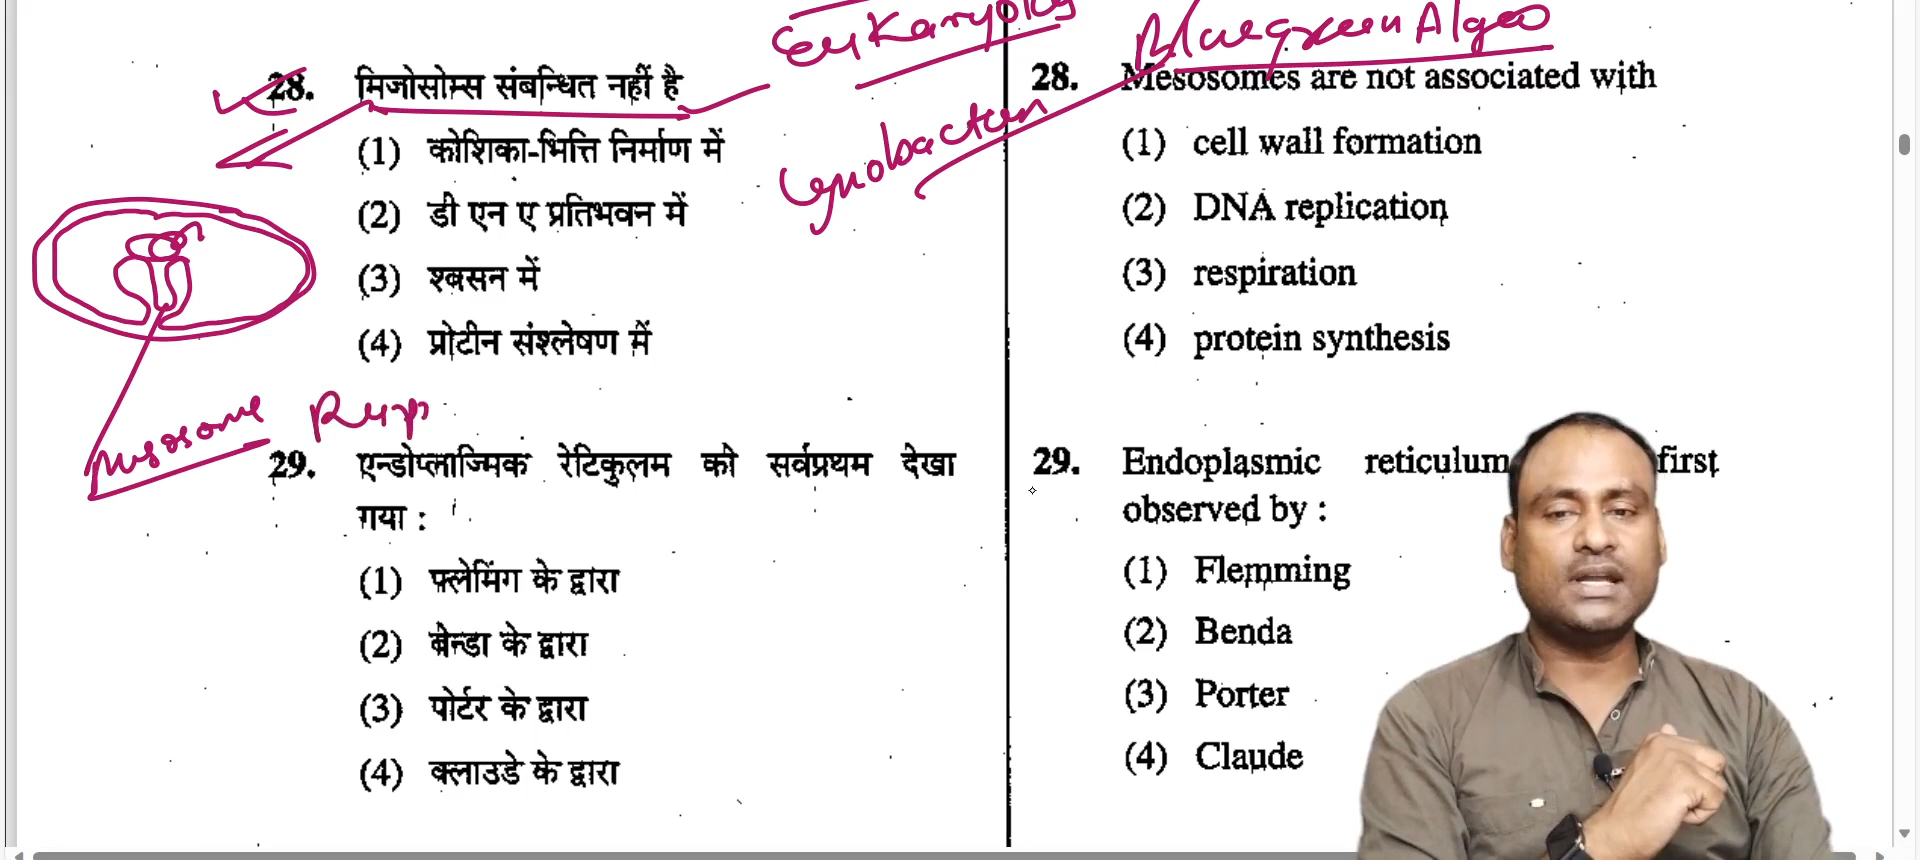 Eukaryotes
Bluegreen Algae
28. मिजोसोम्स संबन्धित नहीं है
(1) कोशिका-भित्ति निर्माण में
(2) डी एन ए प्रतिभवन में
(3) श्वसन में
(4) प्रोटीन संश्लेषण में
Mesosome
29. एन्डोप्लाज्मिक रेटिकुलम को सर्वप्रथम देखा
गया :
(1) फ्लेमिंग के द्वारा
(2) बेन्डा के द्वारा
(3) पोर्टर के द्वारा
(4) क्लाउडे के द्वारा
28. Mesosomes are not associated with
(1) cell wall formation
(2) DNA replication
(3) respiration
(4) protein synthesis
29. Endoplasmic reticulum first
observed by :
(1) Flemming
(2) Benda
(3) Porter
(4) Claude